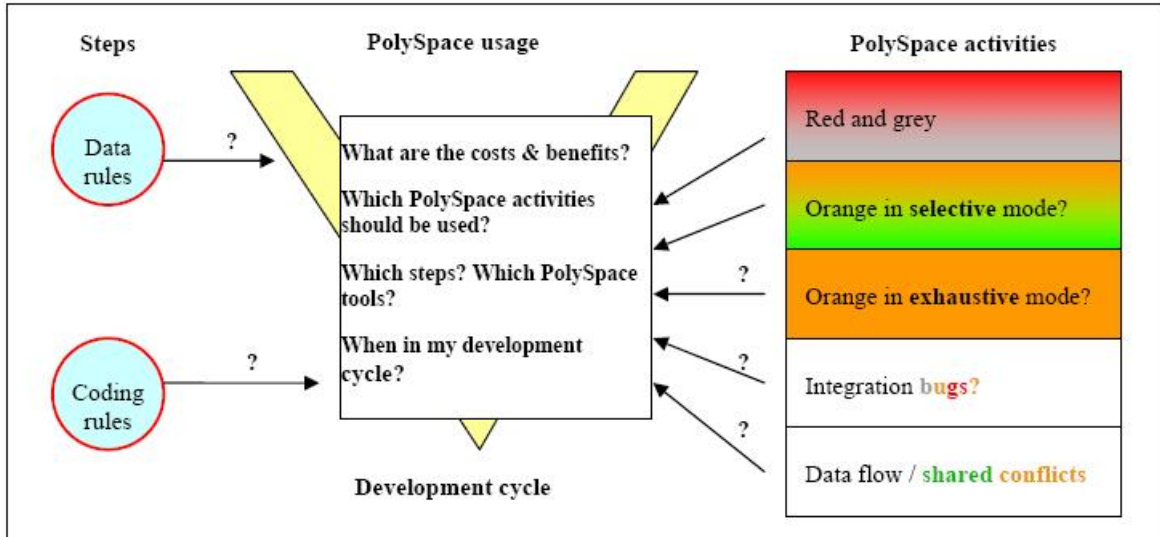 Steps
PolySpace usage
PolySpace activities
Data
rules
?
Coding
rules
?
What are the costs & benefits?
Which PolySpace activities
should be used?
Which steps? Which PolySpace
tools?
When in my development
cycle?
Development cycle
Red and grey
Orange in selective mode?
?
Orange in exhaustive mode?
?
Integration bugs?
?
Data flow / shared conflicts